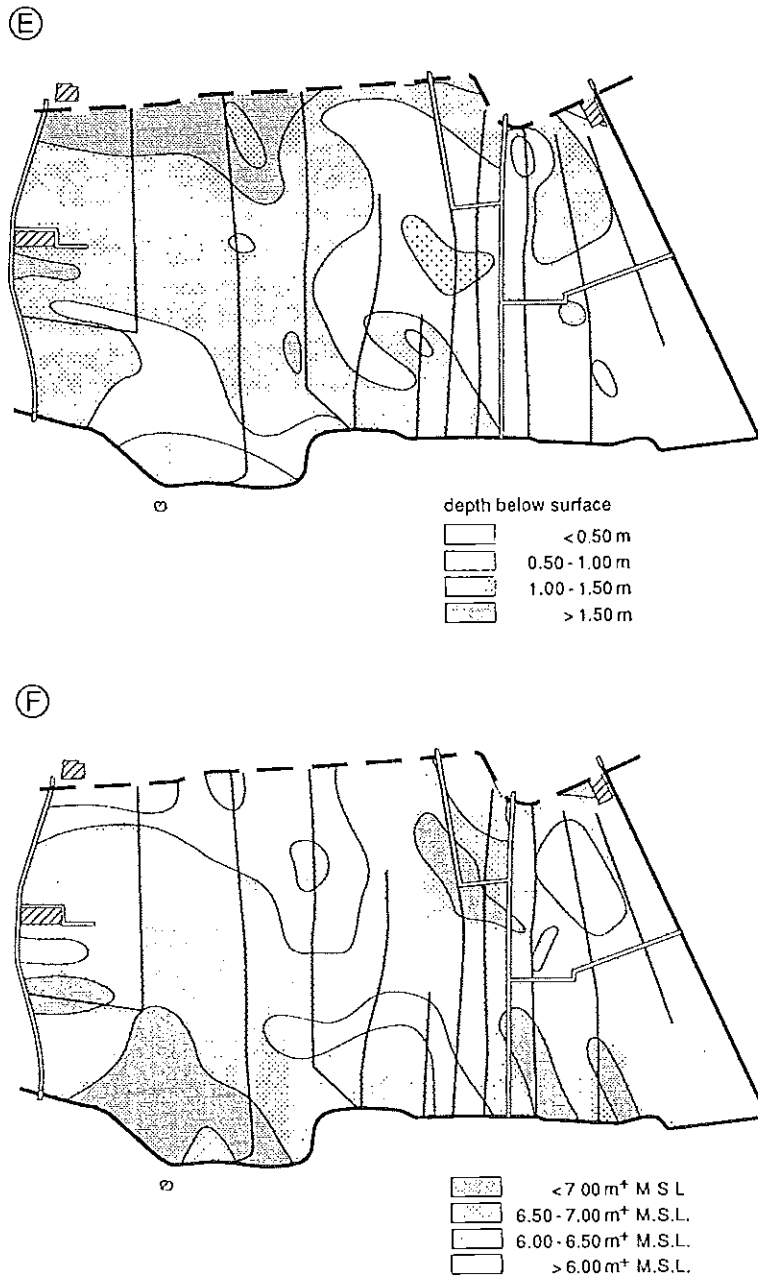 E
depth below surface
<0.50 m
0.50-1.00 m
1.00-1.50 m
>1.50 m
F
<7 00 m+ M S L
6.50-7.00 m+ M.S.L.
6.00-6.50 m+ M.S.L.
>6.00 m+ M.S.L.